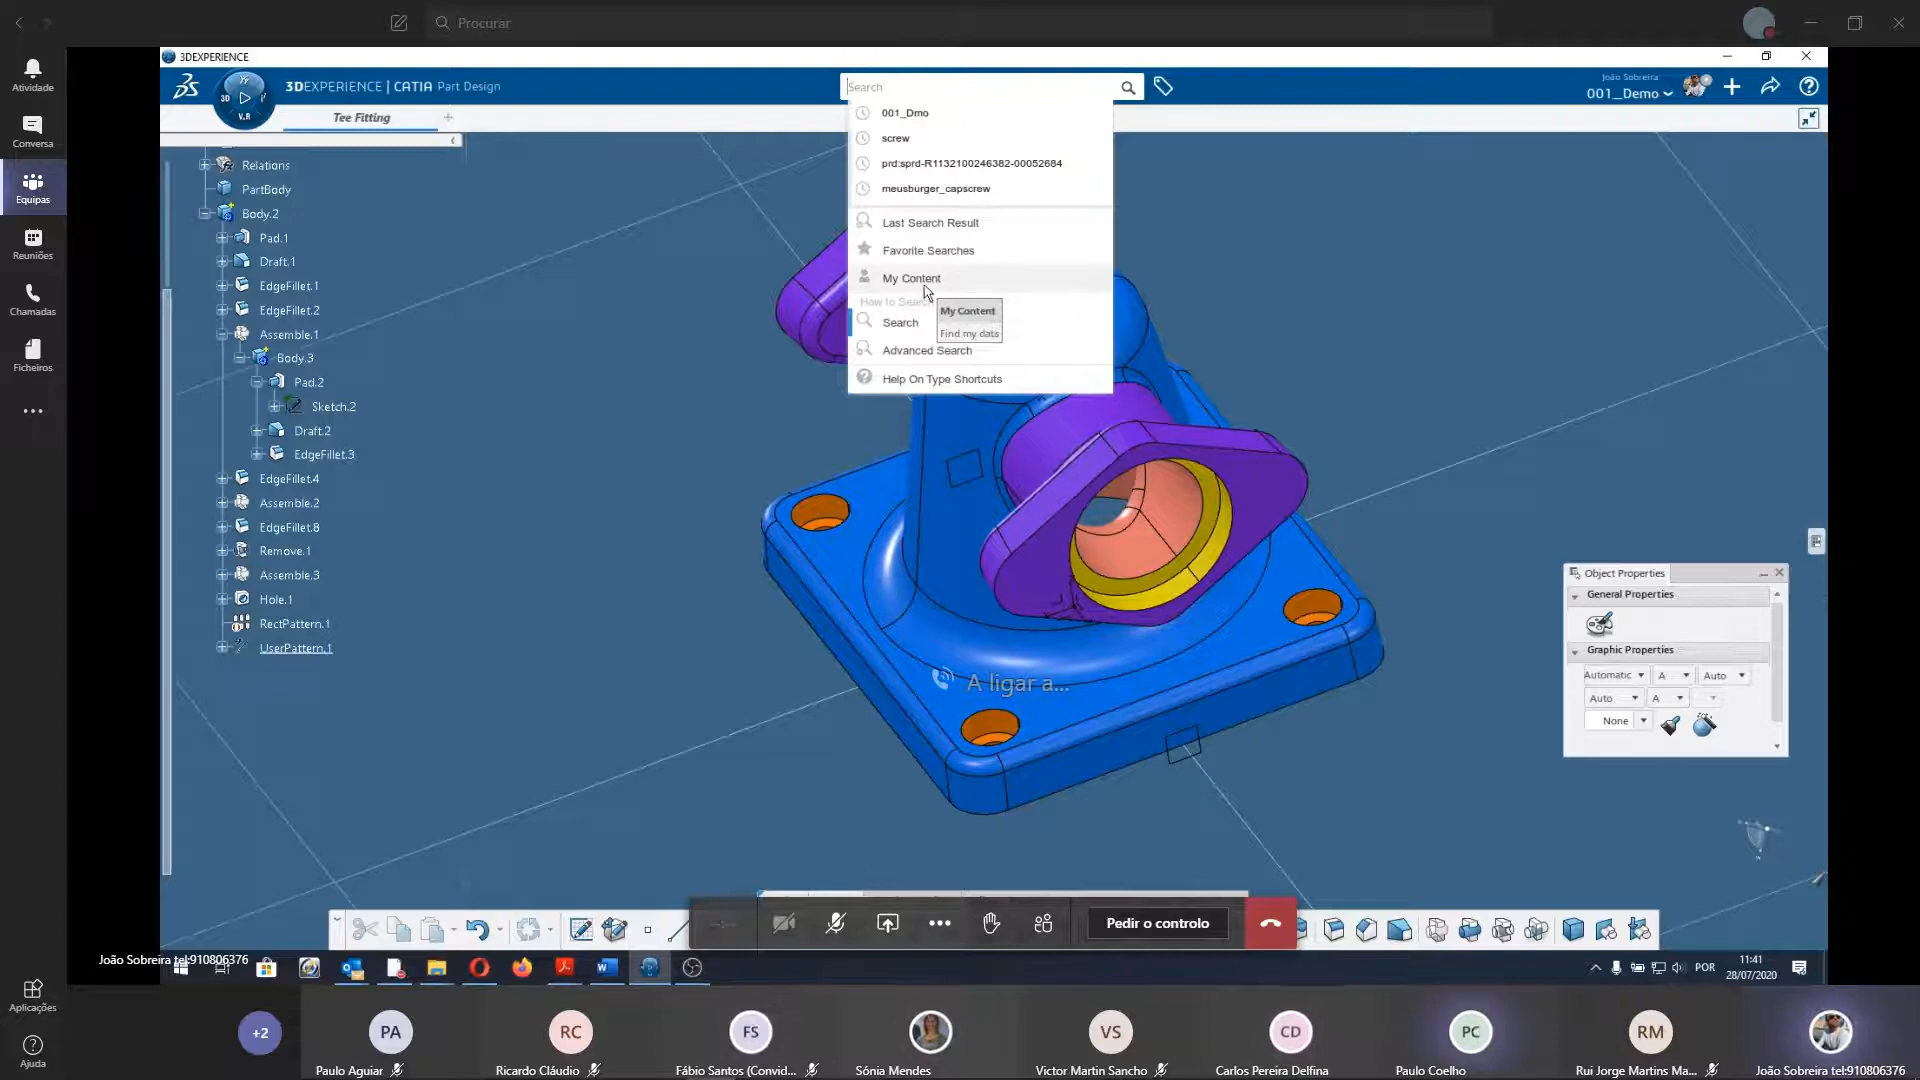 Procurar
Atividade
Conversa
Equipas
Reuniões
Chamadas
Ficheiros
Aplicações
Ajuda
3DEXPERIENCE
3DEXPERIENCE | CATIA Part Design
3D
V.R
Search
João Sobreira
001_Demo
Tee Fitting
001_Dmo
screw
prd:sprd-R1132100246382-00052684
meusburger_capscrew
Last Search Result
Favorite Searches
My Content
How to Search
My Content
Find my data
Search
Advanced Search
Help On Type Shortcuts
Relations
PartBody
Body.2
Pad.1
Draft.1
EdgeFillet.1
EdgeFillet.2
Assemble.1
Body.3
Pad.2
Sketch.2
Draft.2
EdgeFillet.3
EdgeFillet.4
Assemble.2
EdgeFillet.8
Remove.1
Assemble.3
Hole.1
RectPattern.1
UserPattern.1
A ligar a...
Object Properties
General Properties
Graphic Properties
Automatic A Auto
Auto A
None
Pedir o controlo
João Sobreira tel:910806376
POR
11:41
28/07/2020
+2
PA
Paulo Aguiar
RC
Ricardo Cláudio
FS
Fábio Santos (Convid...
Sónia Mendes
VS
Victor Martin Sancho
CD
Carlos Pereira Delfina
PC
Paulo Coelho
RM
Rui Jorge Martins Ma...
João Sobreira tel:910806376